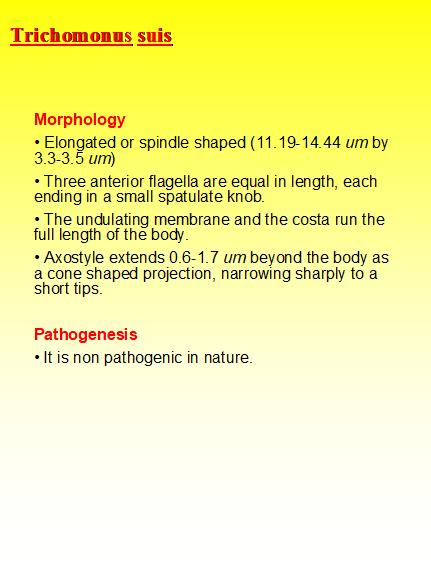 Trichomonus suis
Morphology
• Elongated or spindle shaped (11.19-14.44 um by
3.3-3.5 um)
• Three anterior flagella are equal in length, each
ending in a small spatulate knob.
• The undulating membrane and the costa run the
full length of the body.
• Axostyle extends 0.6-1.7 um beyond the body as
a cone shaped projection, narrowing sharply to a
short tips.
Pathogenesis
• It is non pathogenic in nature.